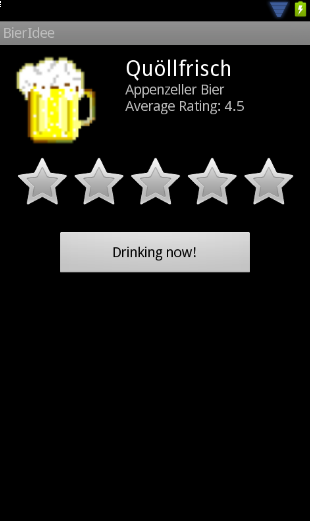 BierIdee
Quöllfrisch
Appenzeller Bier
Average Rating: 4.5
Drinking now!